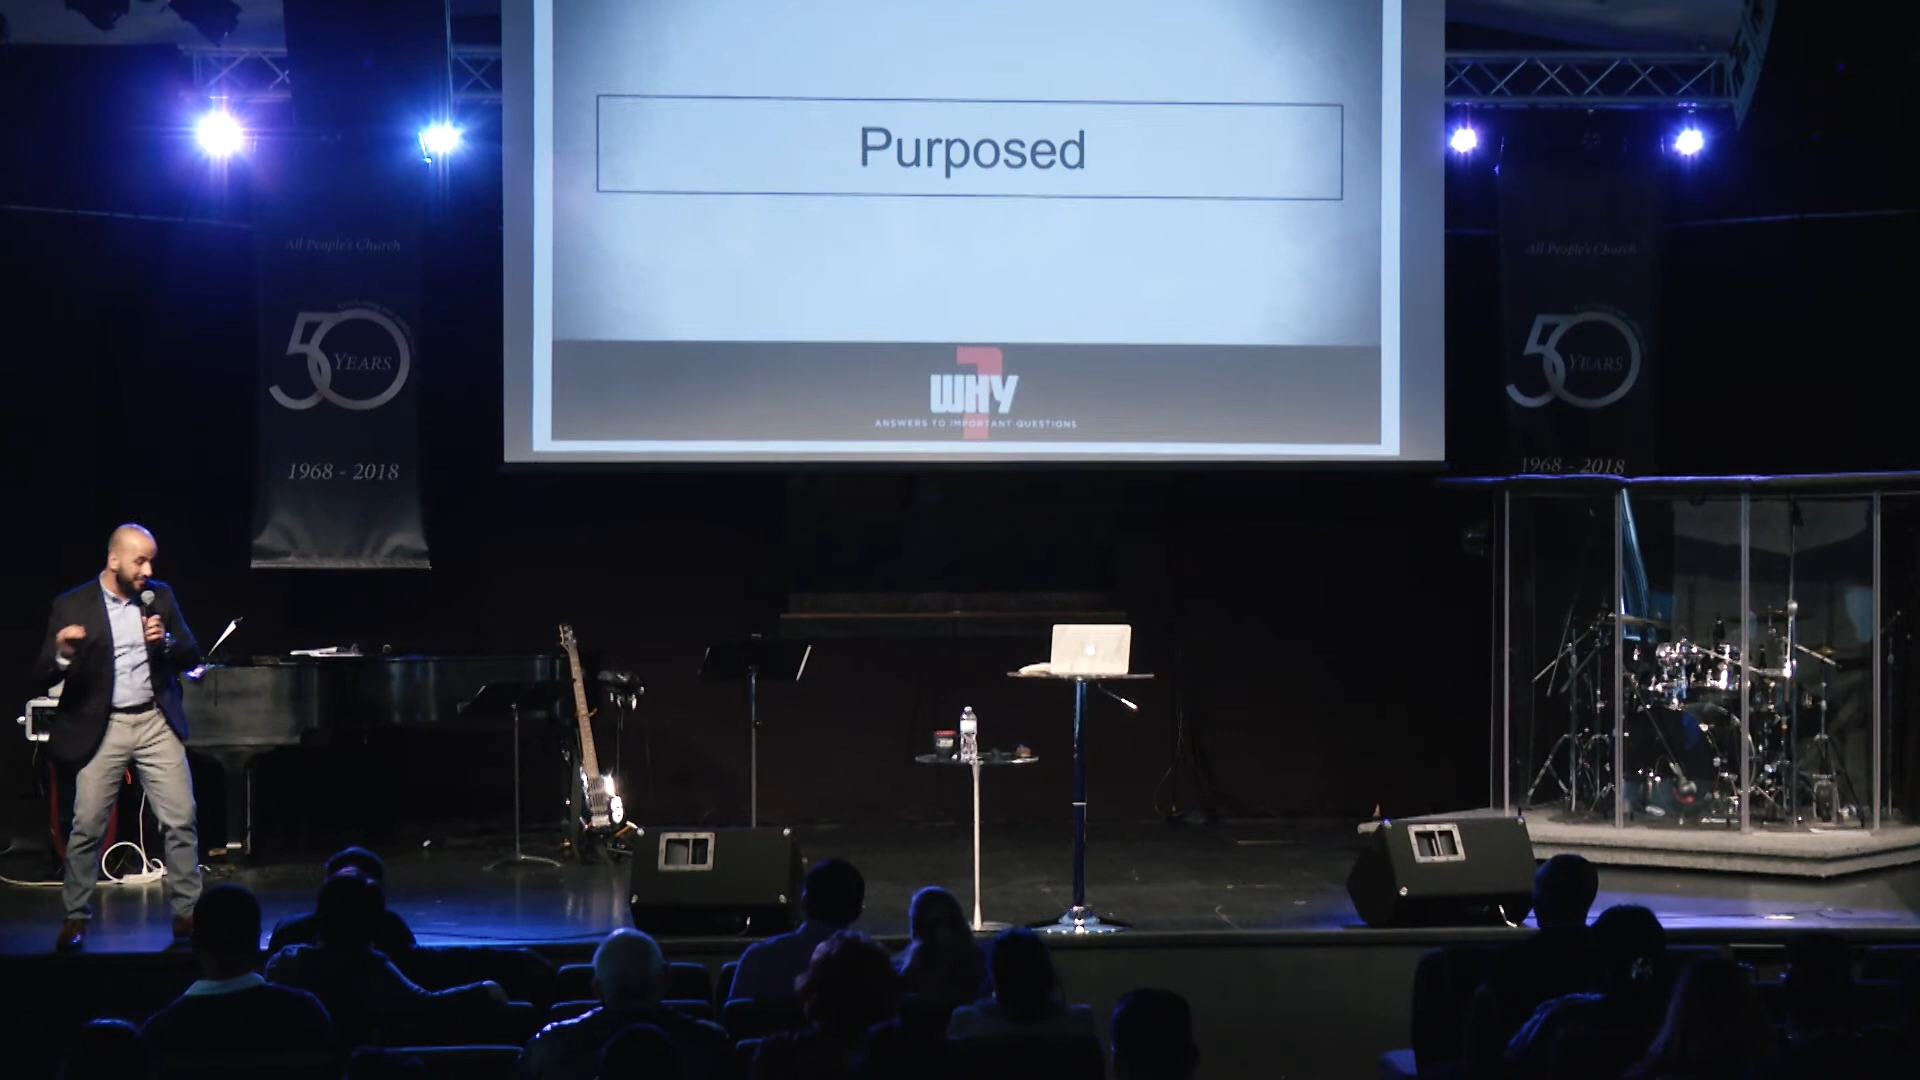 Purposed
WHY
ANSWERS TO IMPORTANT QUESTIONS
All People's Church
50
YEARS
1968 - 2018
All People's Church
50
YEARS
1968 - 2018